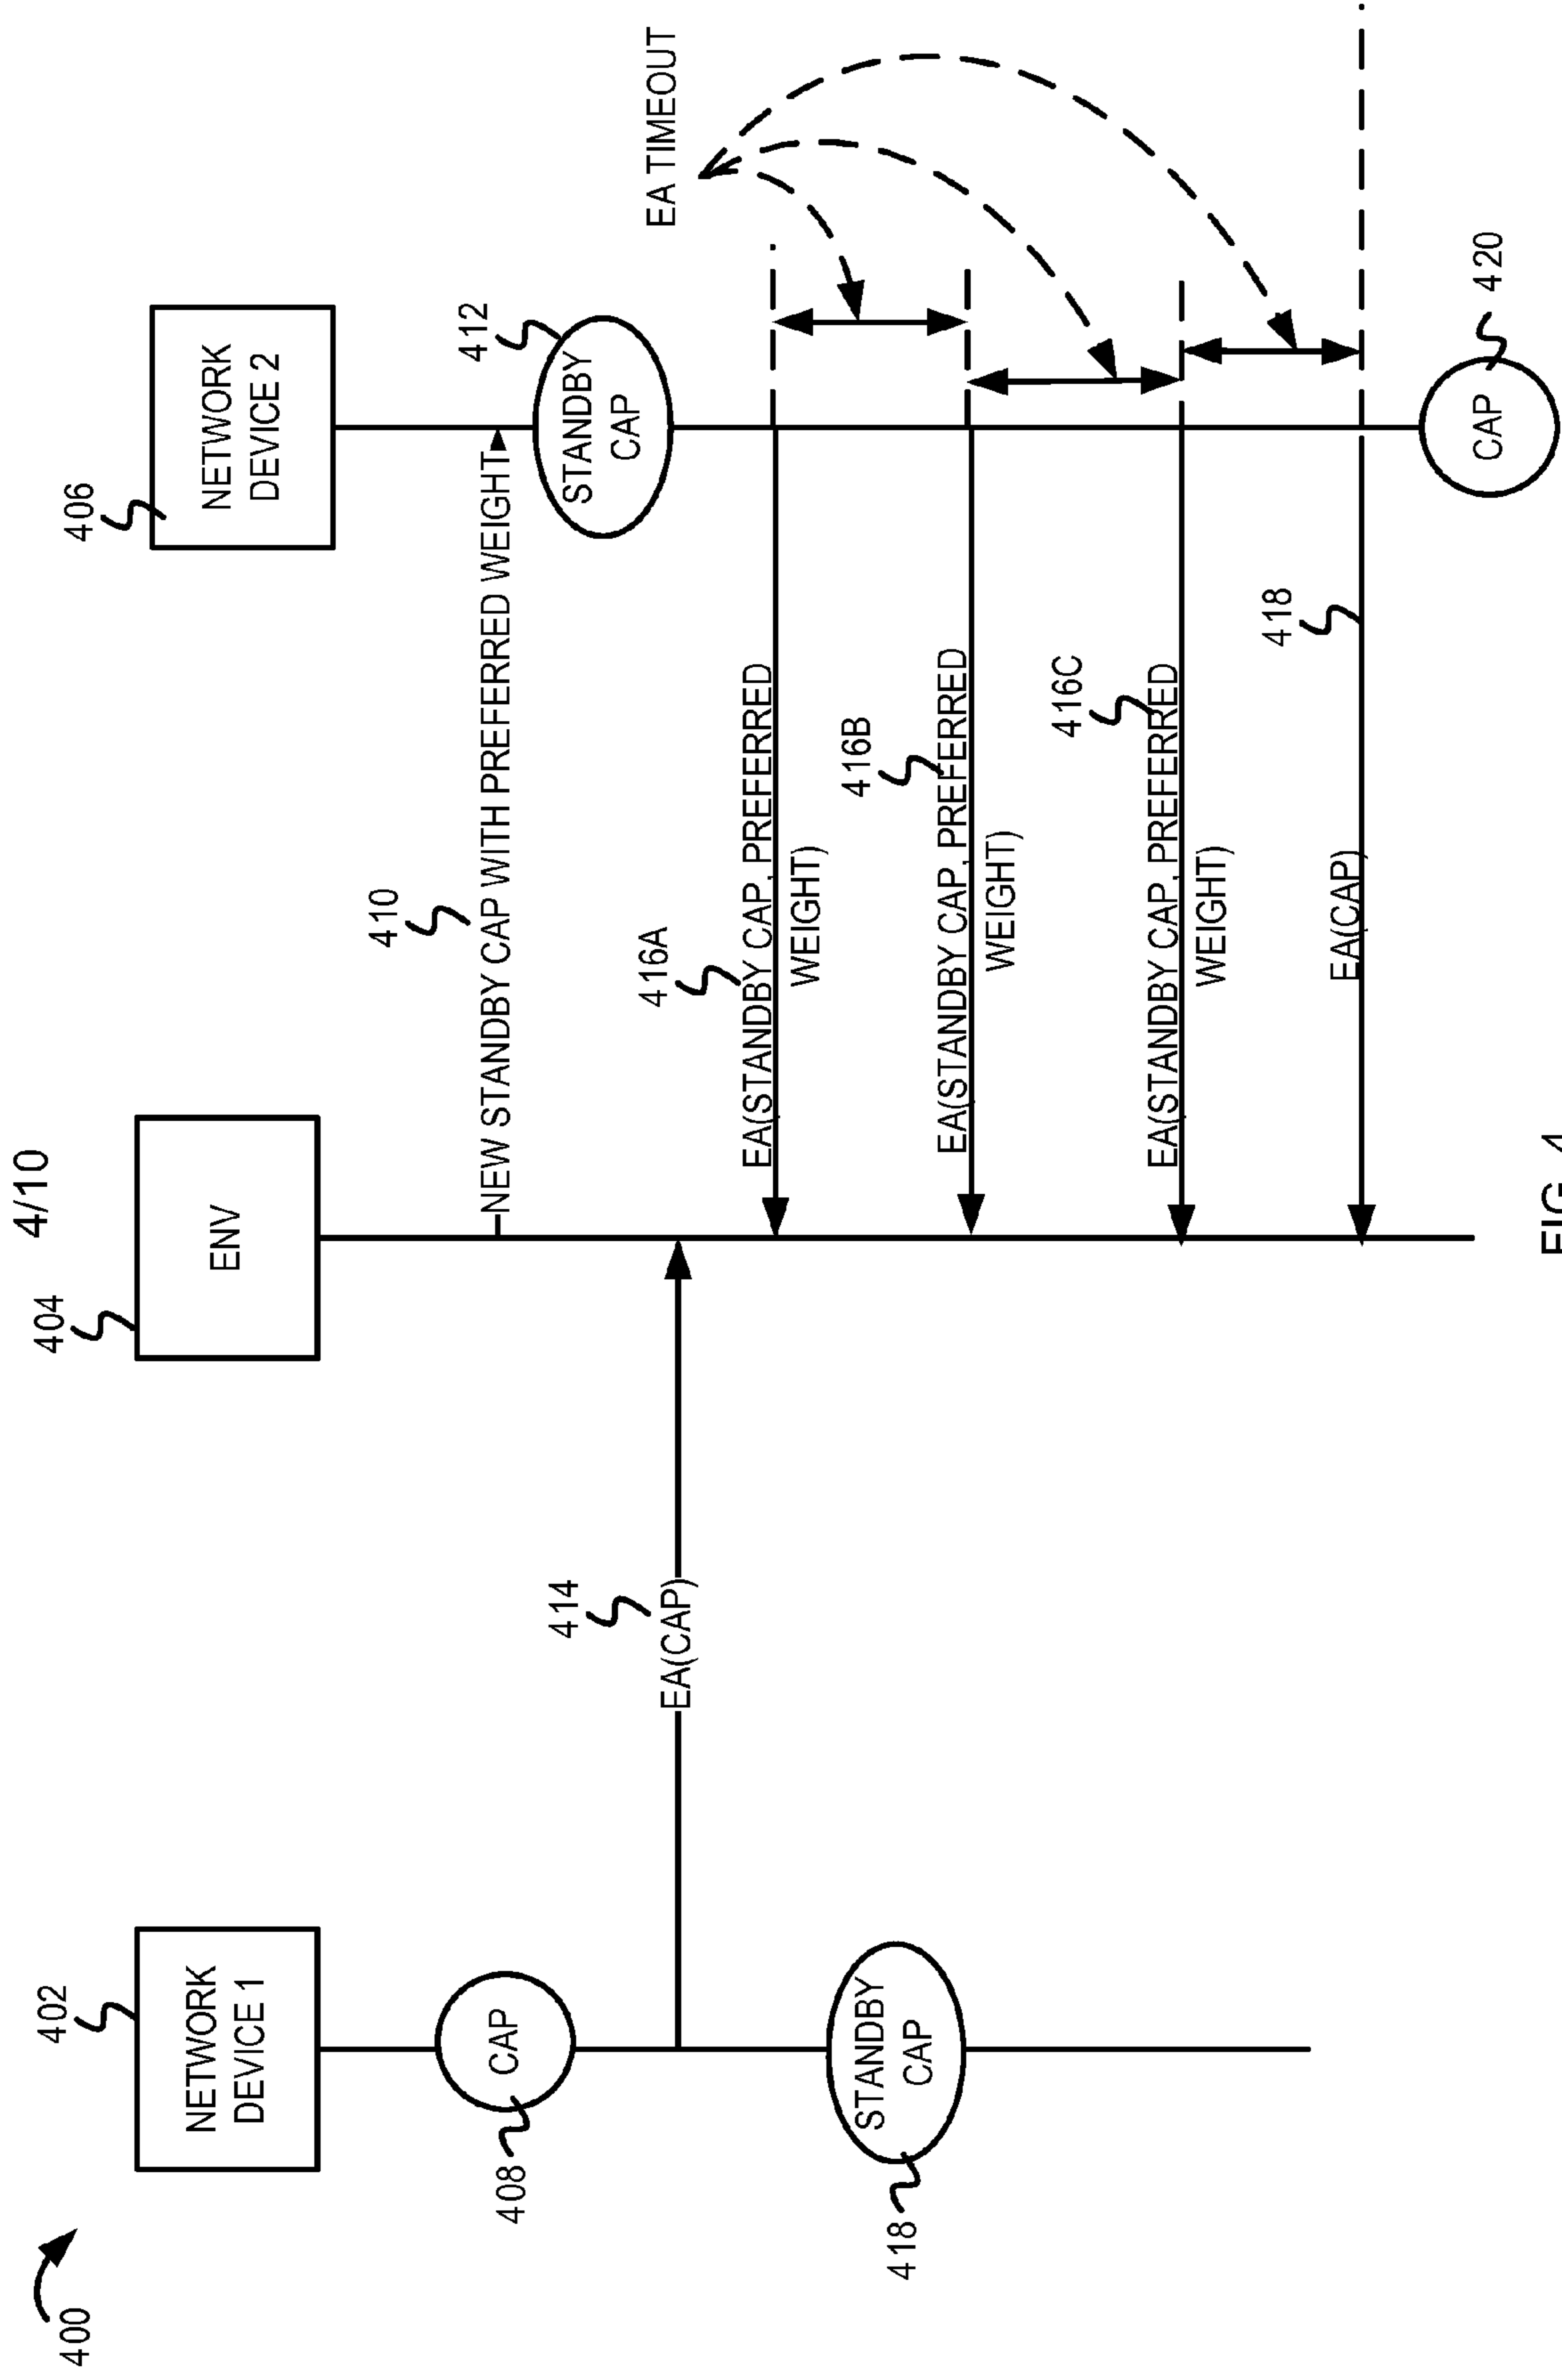 4/10
400
402
NETWORK
DEVICE 1
404
ENV
406
NETWORK
DEVICE 2
408
CAP
410
NEW STANDBY CAP WITH PREFERRED WEIGHT
412
STANDBY
CAP
EA TIMEOUT
414
EA(CAP)
416A
EA(STANDBY CAP, PREFERRED
WEIGHT)
418
STANDBY
CAP
416B
EA(STANDBY CAP, PREFERRED
WEIGHT)
416C
EA(STANDBY CAP, PREFERRED
WEIGHT)
418
EA(CAP)
CAP
420
FIG. 4